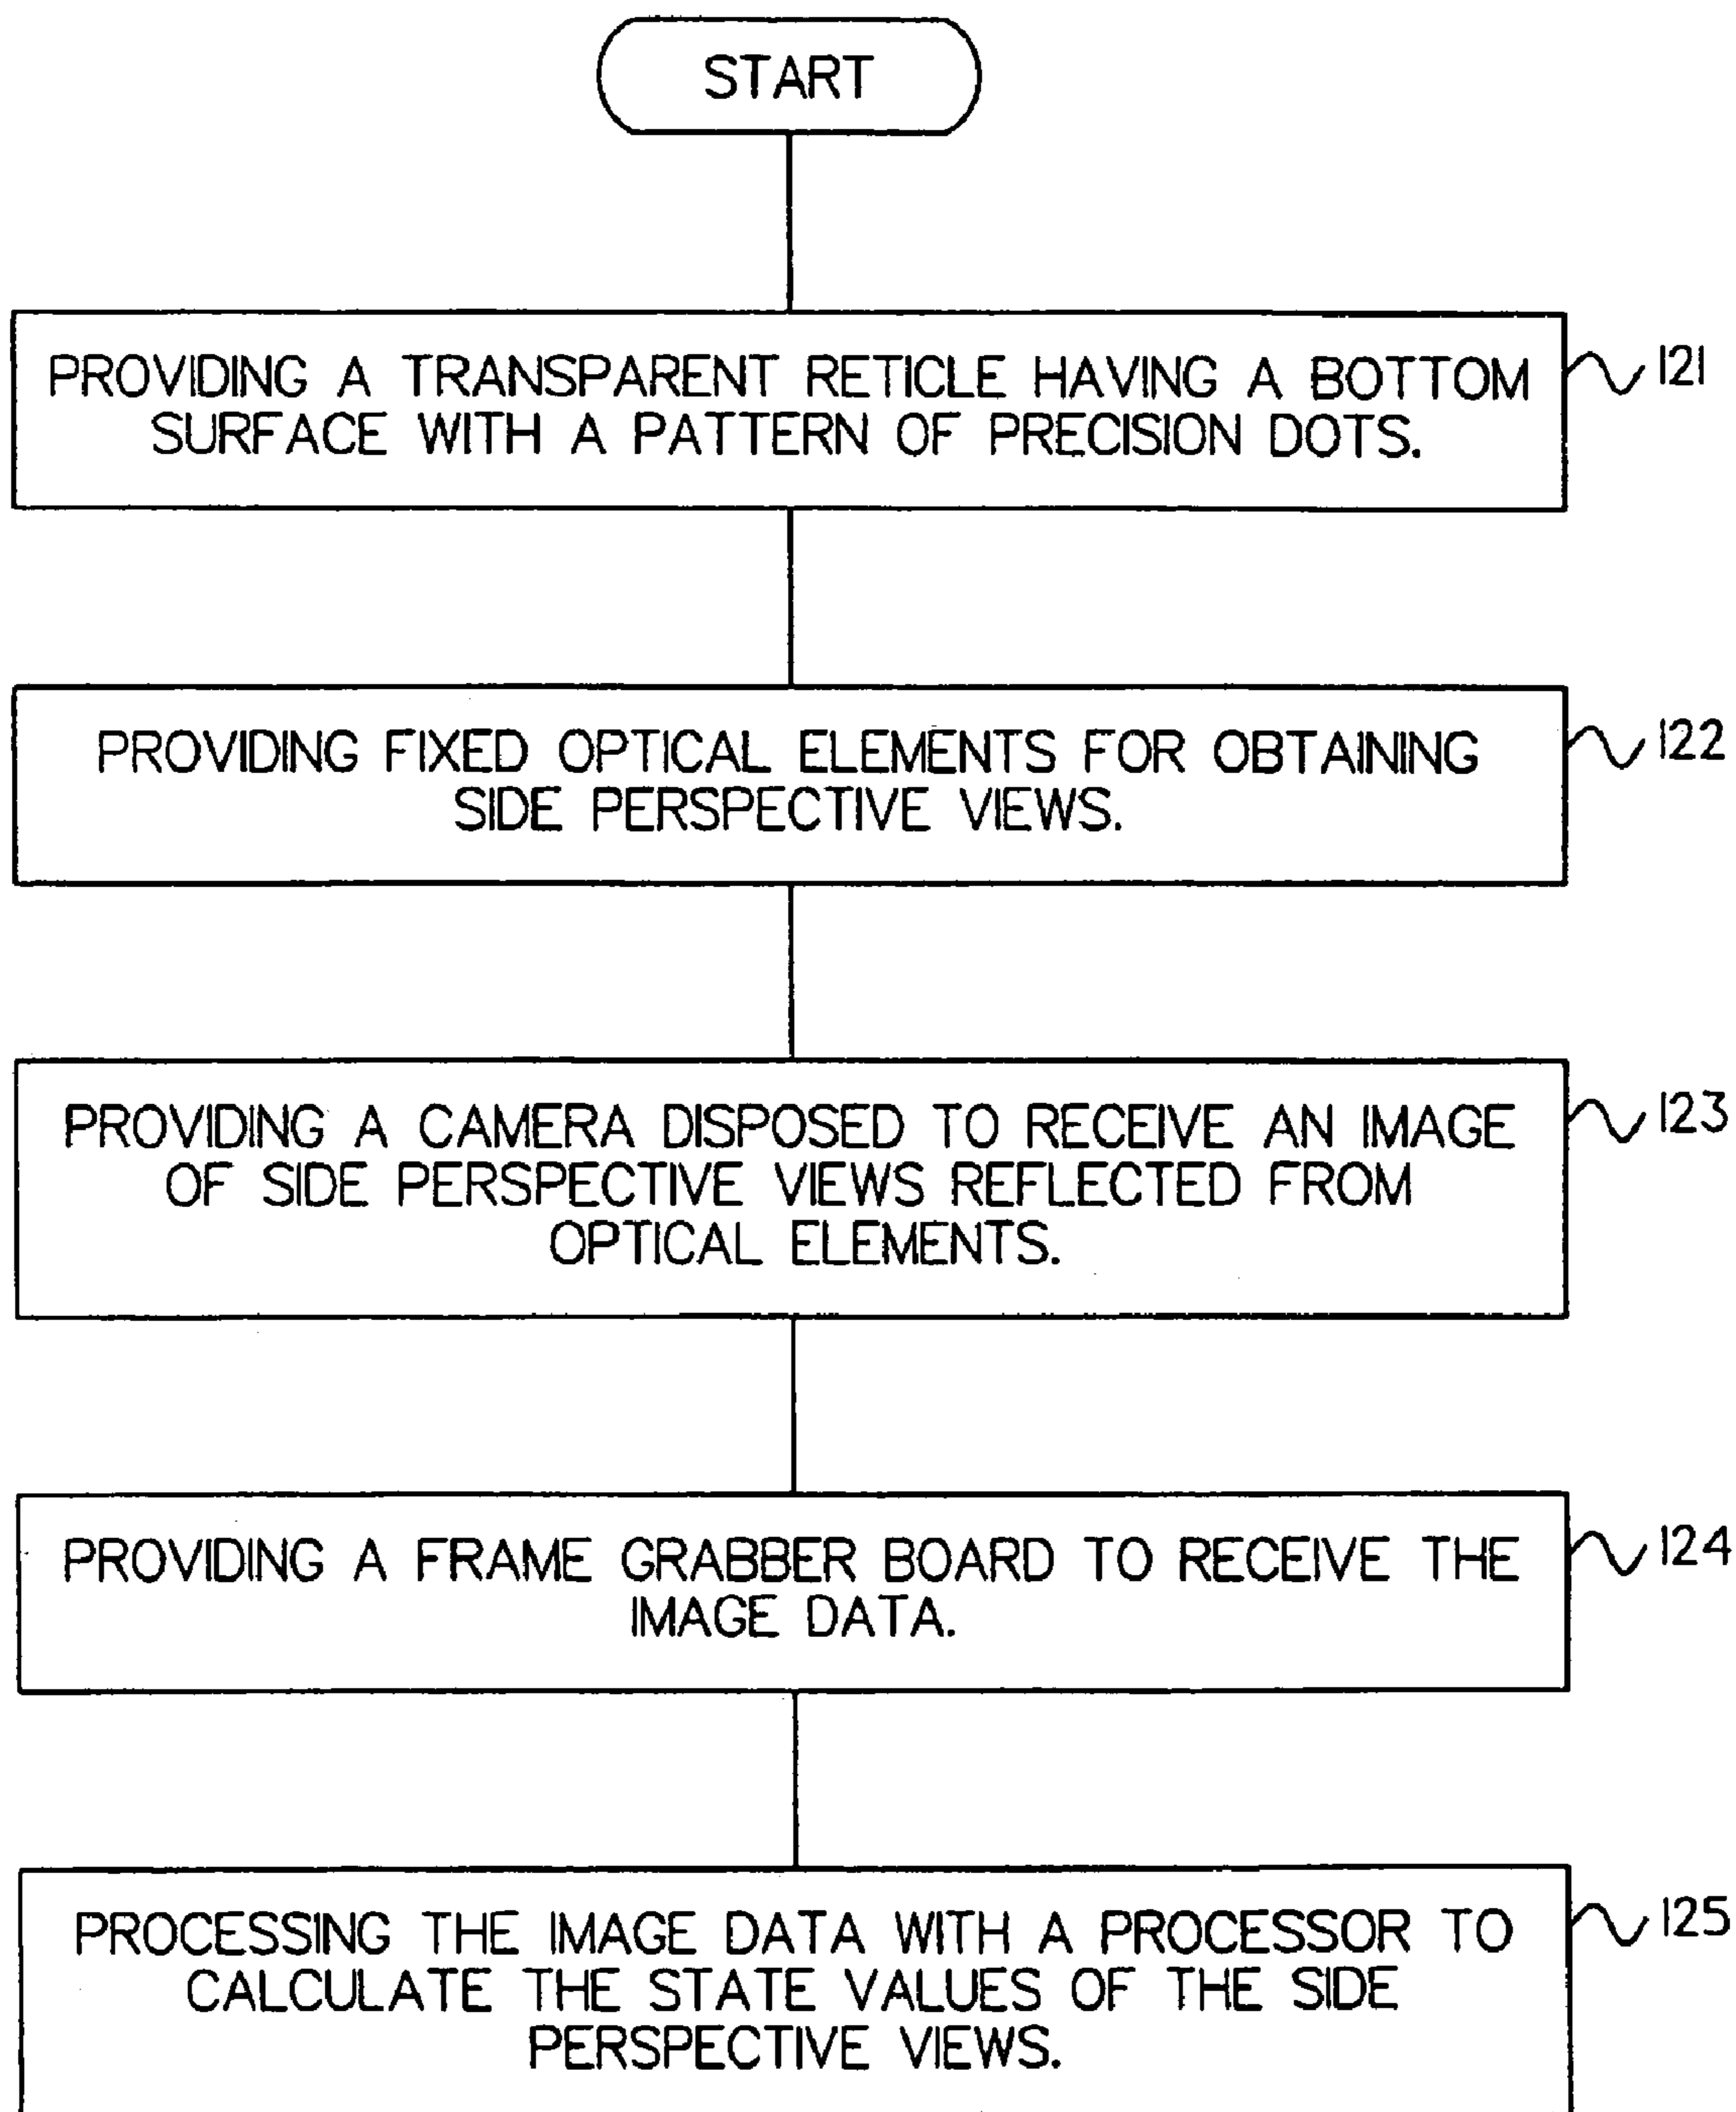 START
PROVIDING A TRANSPARENT RETICLE HAVING A BOTTOM
SURFACE WITH A PATTERN OF PRECISION DOTS.
121
PROVIDING FIXED OPTICAL ELEMENTS FOR OBTAINING
SIDE PERSPECTIVE VIEWS.
122
PROVIDING A CAMERA DISPOSED TO RECEIVE AN IMAGE
OF SIDE PERSPECTIVE VIEWS REFLECTED FROM
OPTICAL ELEMENTS.
123
PROVIDING A FRAME GRABBER BOARD TO RECEIVE THE
IMAGE DATA.
124
PROCESSING THE IMAGE DATA WITH A PROCESSOR TO
CALCULATE THE STATE VALUES OF THE SIDE
PERSPECTIVE VIEWS.
125